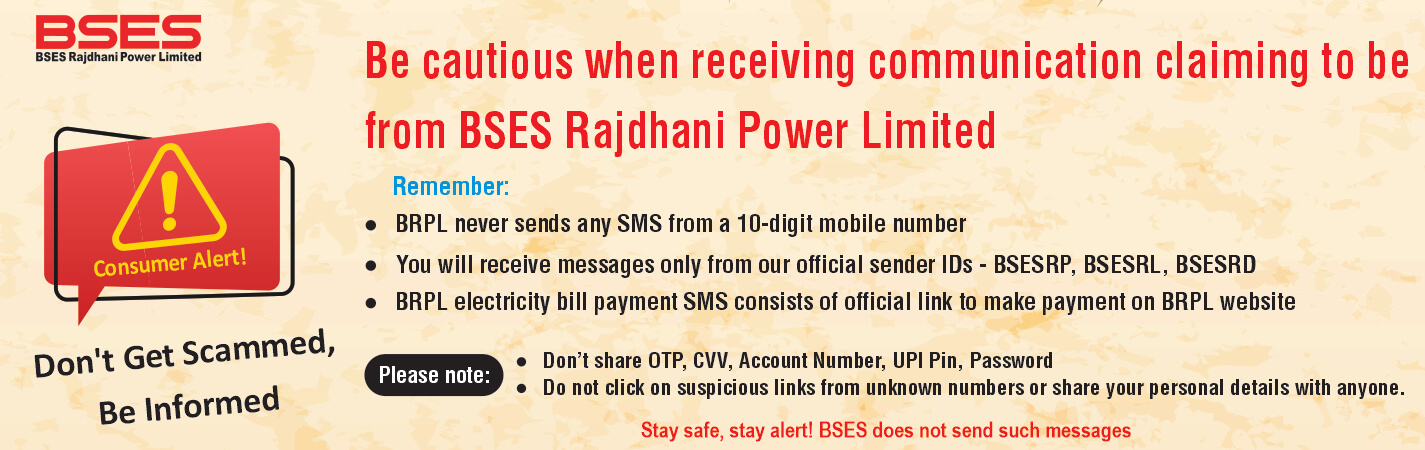 BSES
BSES Rajdhani Power Limited
Be cautious when receiving communication claiming to be
from BSES Rajdhani Power Limited
Consumer Alert!
Don't Get Scammed,
Be Informed
Remember:
● BRPL never sends any SMS from a 10-digit mobile number
● You will receive messages only from our official sender IDs - BSESRP, BSESRL, BSESRD
● BRPL electricity bill payment SMS consists of official link to make payment on BRPL website
Please note:
● Don’t share OTP, CVV, Account Number, UPI Pin, Password
● Do not click on suspicious links from unknown numbers or share your personal details with anyone.
Stay safe, stay alert! BSES does not send such messages